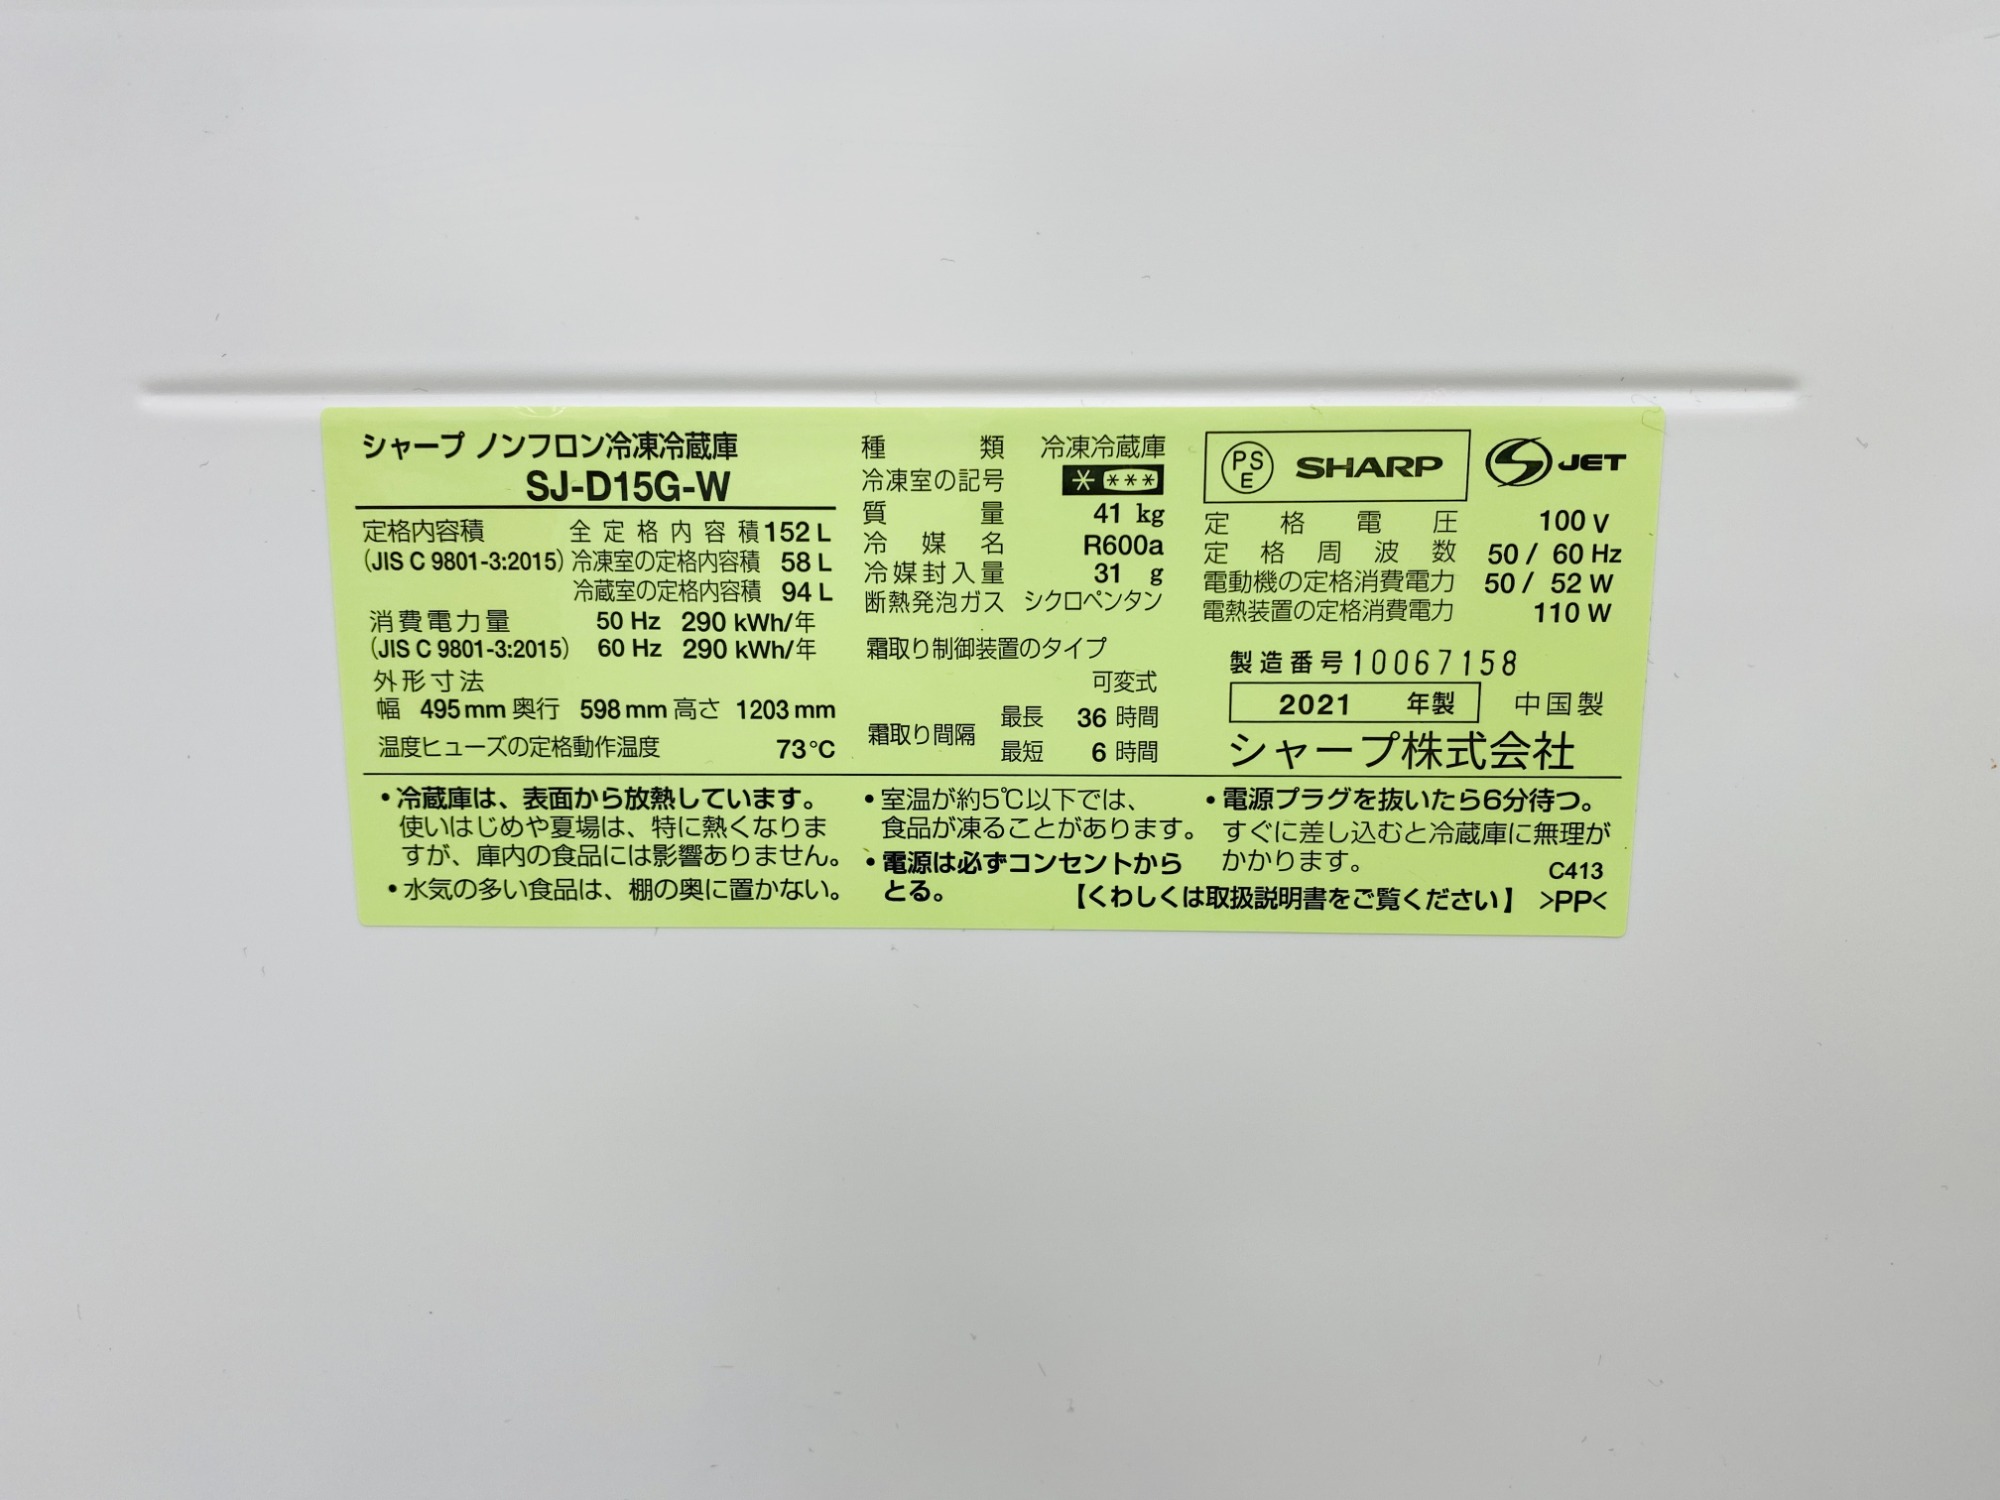 シャープ ノンフロン冷凍冷蔵庫
SJ-D15G-W
定格内容積 全定格内容積 152 L
(JIS C 9801-3:2015) 冷凍室の定格内容積 58 L
冷蔵室の定格内容積 94 L
消費電力量 50 Hz 290 kWh/年
(JIS C 9801-3:2015) 60 Hz 290 kWh/年
外形寸法
幅 495 mm 奥行 598 mm 高さ 1203 mm
温度ヒューズの定格動作温度 73℃
種類 冷凍冷蔵庫
冷凍室の記号 * ***
質量 41 kg
冷媒名 R600a
冷媒封入量 31 g
断熱発泡ガス シクロペンタン
霜取り制御装置のタイプ
可変式
霜取り間隔 最長 36 時間
最短 6 時間
PSE SHARP JET
定格電圧 100 V
定格周波数 50 / 60 Hz
電動機の定格消費電力 50 / 52 W
電熱装置の定格消費電力 110 W
製造番号 10067158
2021 年製 中国製
シャープ株式会社
・冷蔵庫は、表面から放熱しています。
使いはじめや夏場は、特に熱くなりま
すが、庫内の食品には影響ありません。
・水気の多い食品は、棚の奥に置かない。
・室温が約5℃以下では、
食品が凍ることがあります。
・電源は必ずコンセントから
とる。
・電源プラグを抜いたら6分待つ。
すぐに差し込むと冷蔵庫に無理が
かかります。
C413
【くわしくは取扱説明書をご覧ください】 >PP<